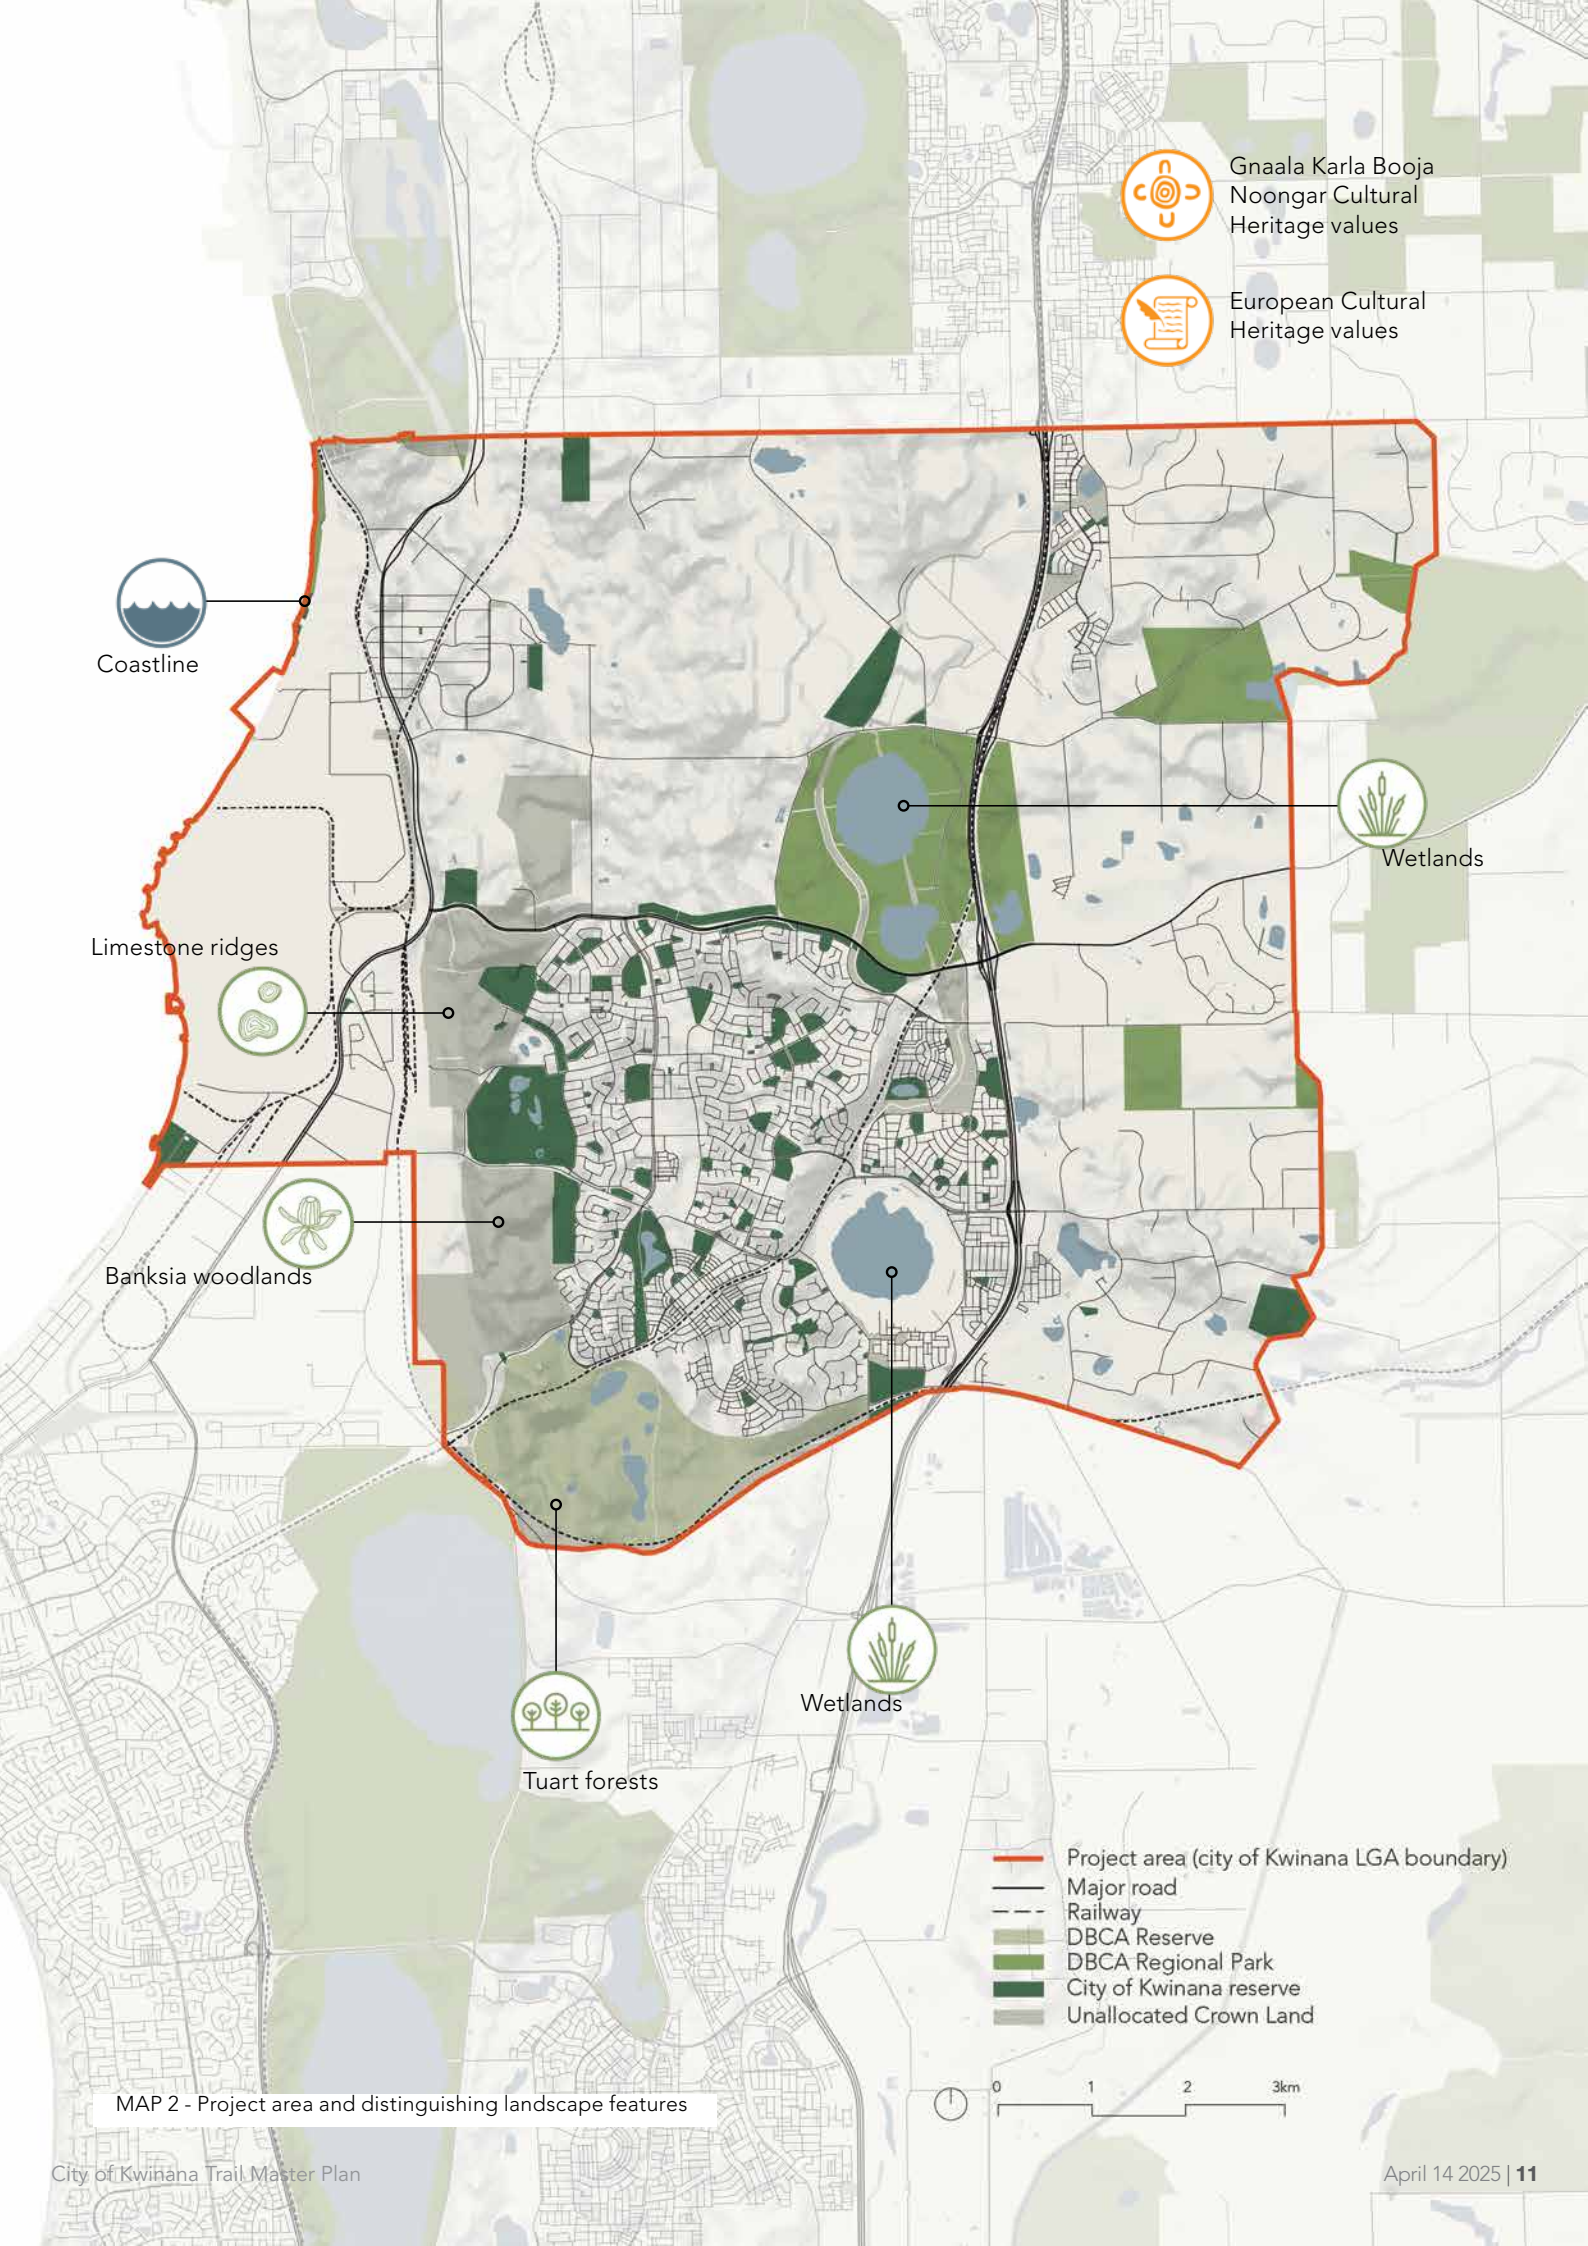 Gnaala Karla Booja
Noongar Cultural
Heritage values
European Cultural
Heritage values
Coastline
Wetlands
Limestone ridges
Banksia woodlands
Wetlands
Tuart forests
Project area (city of Kwinana LGA boundary)
Major road
Railway
DBCA Reserve
DBCA Regional Park
City of Kwinana reserve
Unallocated Crown Land
0 1 2 3km
MAP 2 - Project area and distinguishing landscape features
City of Kwinana Trail Master Plan
April 14 2025 | 11